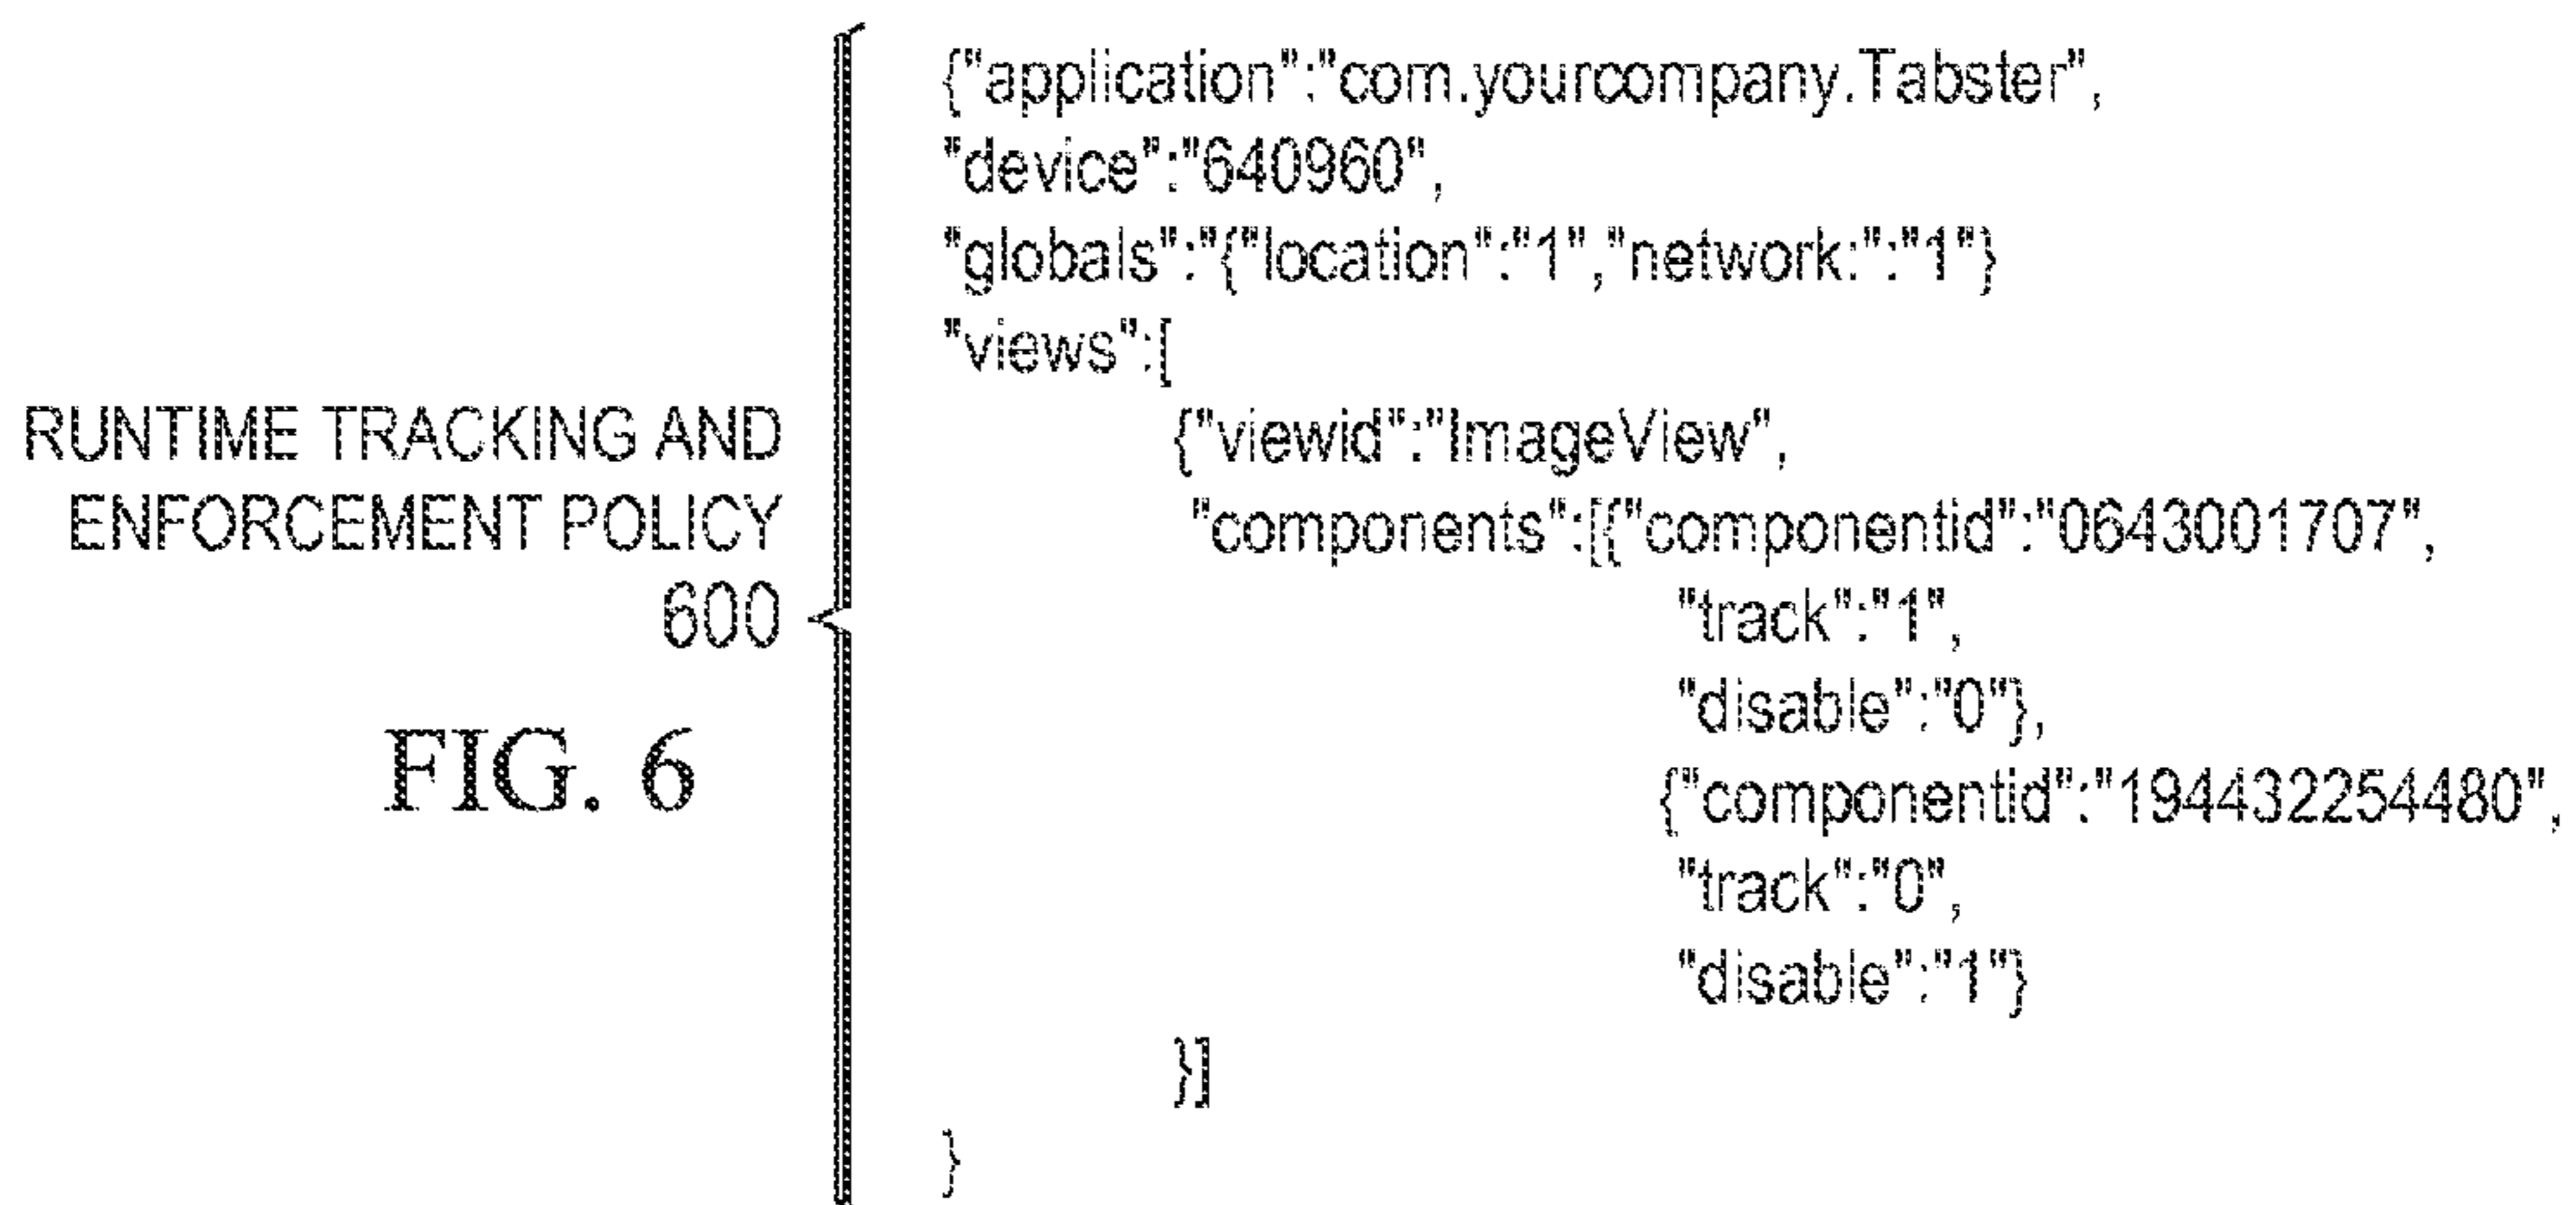 {"application":"com.yourcompany.Tabster",
"device":"640960",
"globals":"{"location":"1","network:":"1"}
"views":[
{"viewid":"ImageView",
"components":[{"componentid":"0643001707",
"track":"1",
"disable":"0"},
{"componentid":"194432254480",
"track":"0",
"disable":"1"}
}]
}
RUNTIME TRACKING AND
ENFORCEMENT POLICY
600
FIG. 6